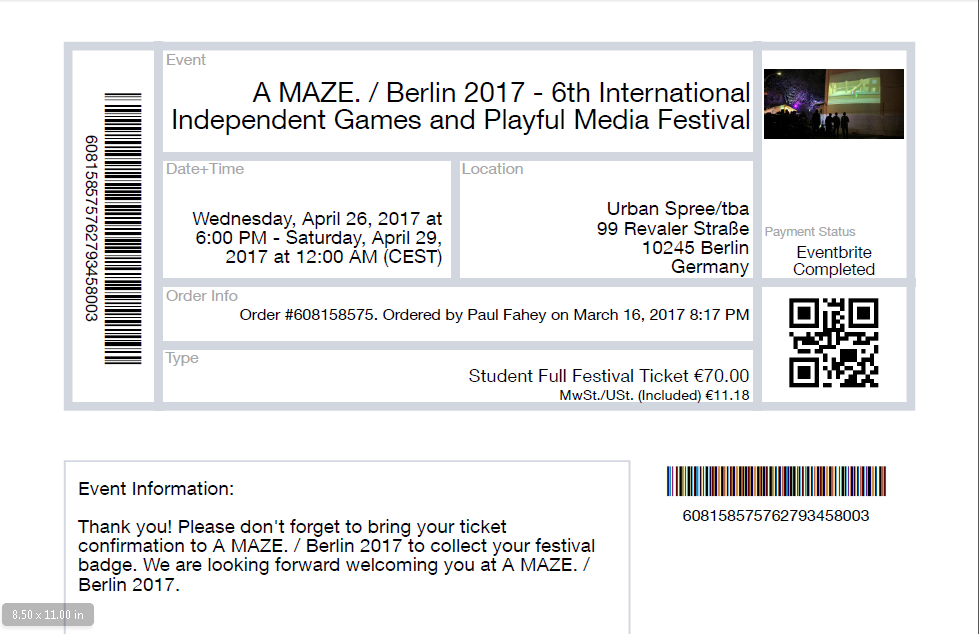 608158575762793458003
Event
A MAZE. / Berlin 2017 - 6th International
Independent Games and Playful Media Festival
Date+Time
Wednesday, April 26, 2017 at
6:00 PM - Saturday, April 29,
2017 at 12:00 AM (CEST)
Location
Urban Spree/tba
99 Revaler Straße
10245 Berlin
Germany
Payment Status
Eventbrite
Completed
Order Info
Order #608158575. Ordered by Paul Fahey on March 16, 2017 8:17 PM
Type
Student Full Festival Ticket €70.00
MwSt./USt. (Included) €11.18
Event Information:
Thank you! Please don't forget to bring your ticket
confirmation to A MAZE. / Berlin 2017 to collect your festival
badge. We are looking forward welcoming you at A MAZE. /
Berlin 2017.
608158575762793458003
8.50 x 11.00 in